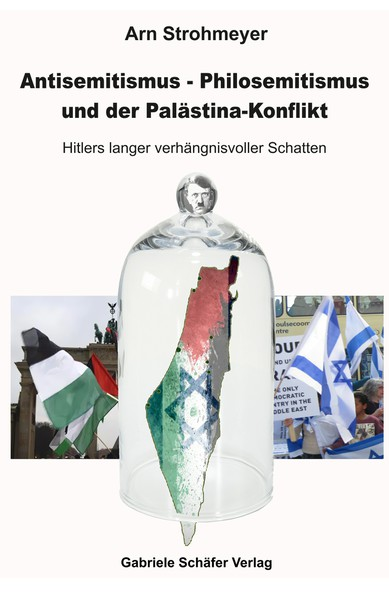 Arn Strohmeyer
Antisemitismus - Philosemitismus
und der Palästina-Konflikt
Hitlers langer verhängnisvoller Schatten
ONLY
DEMOCRATIC
COUNTRY IN THE
MIDDLE EAST
Gabriele Schäfer Verlag